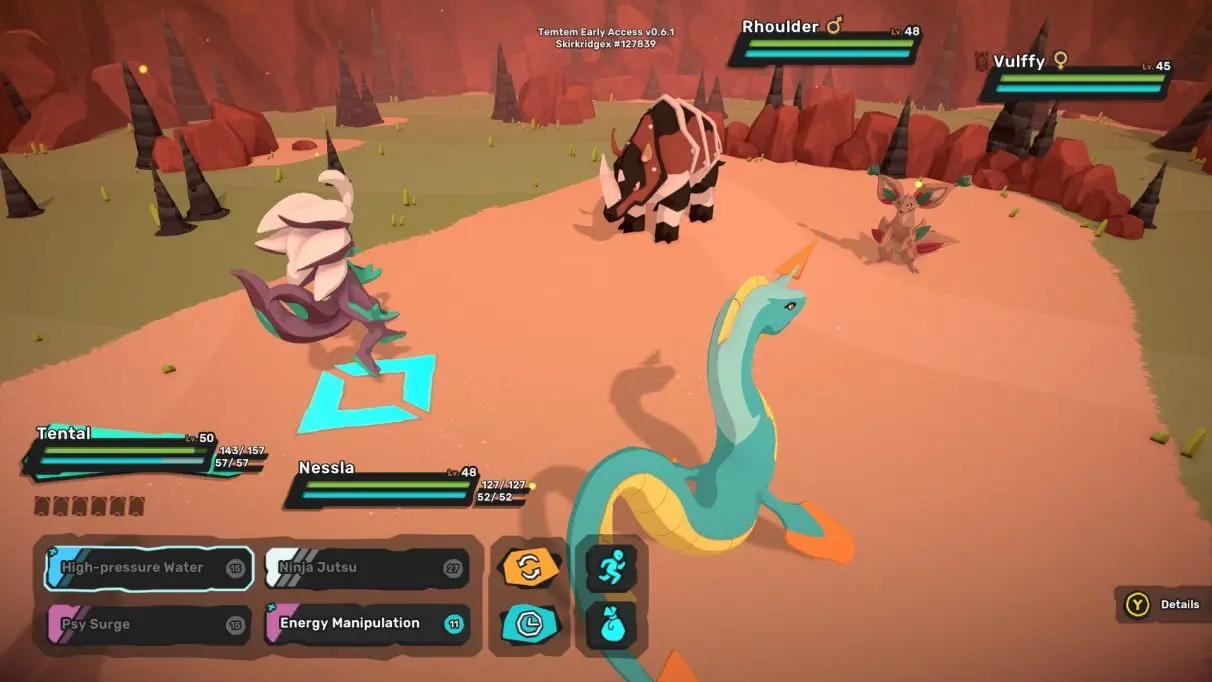 Temtem Early Access v0.6.1
Skirkridgex #127839
Rhoulder ♂ Lv. 48
Vulffy ♀ Lv. 45
Tental Lv. 50
143/157
57/57
Nessla Lv. 48
127/127
52/52
High-pressure Water 15
Ninja Jutsu 27
Psy Surge 15
Energy Manipulation 11
Y Details